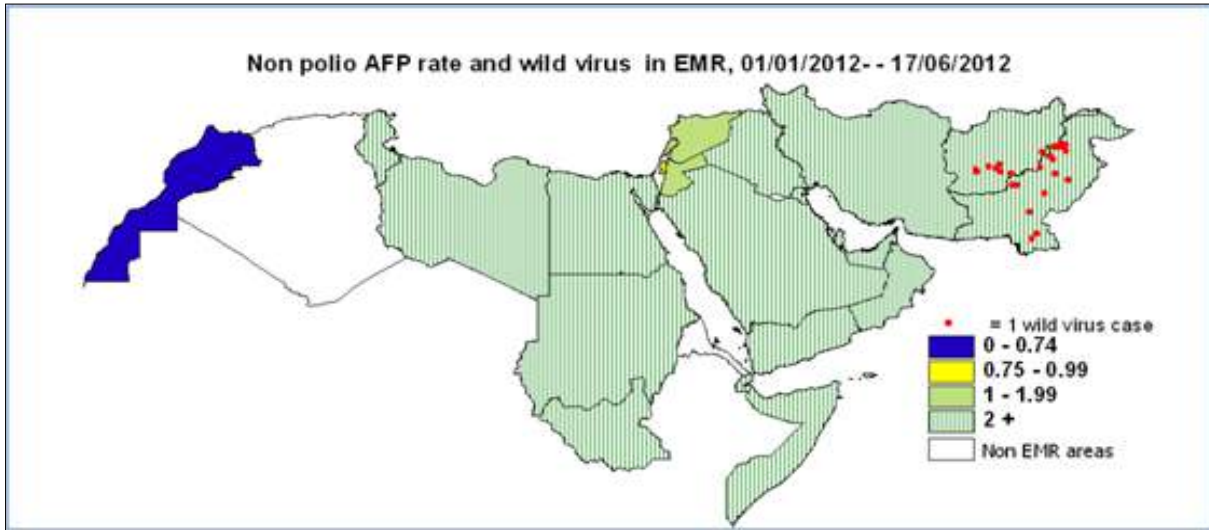 Non polio AFP rate and wild virus in EMR, 01/01/2012-- 17/06/2012
= 1 wild virus case
0 - 0.74
0.75 - 0.99
1 - 1.99
2 +
Non EMR areas